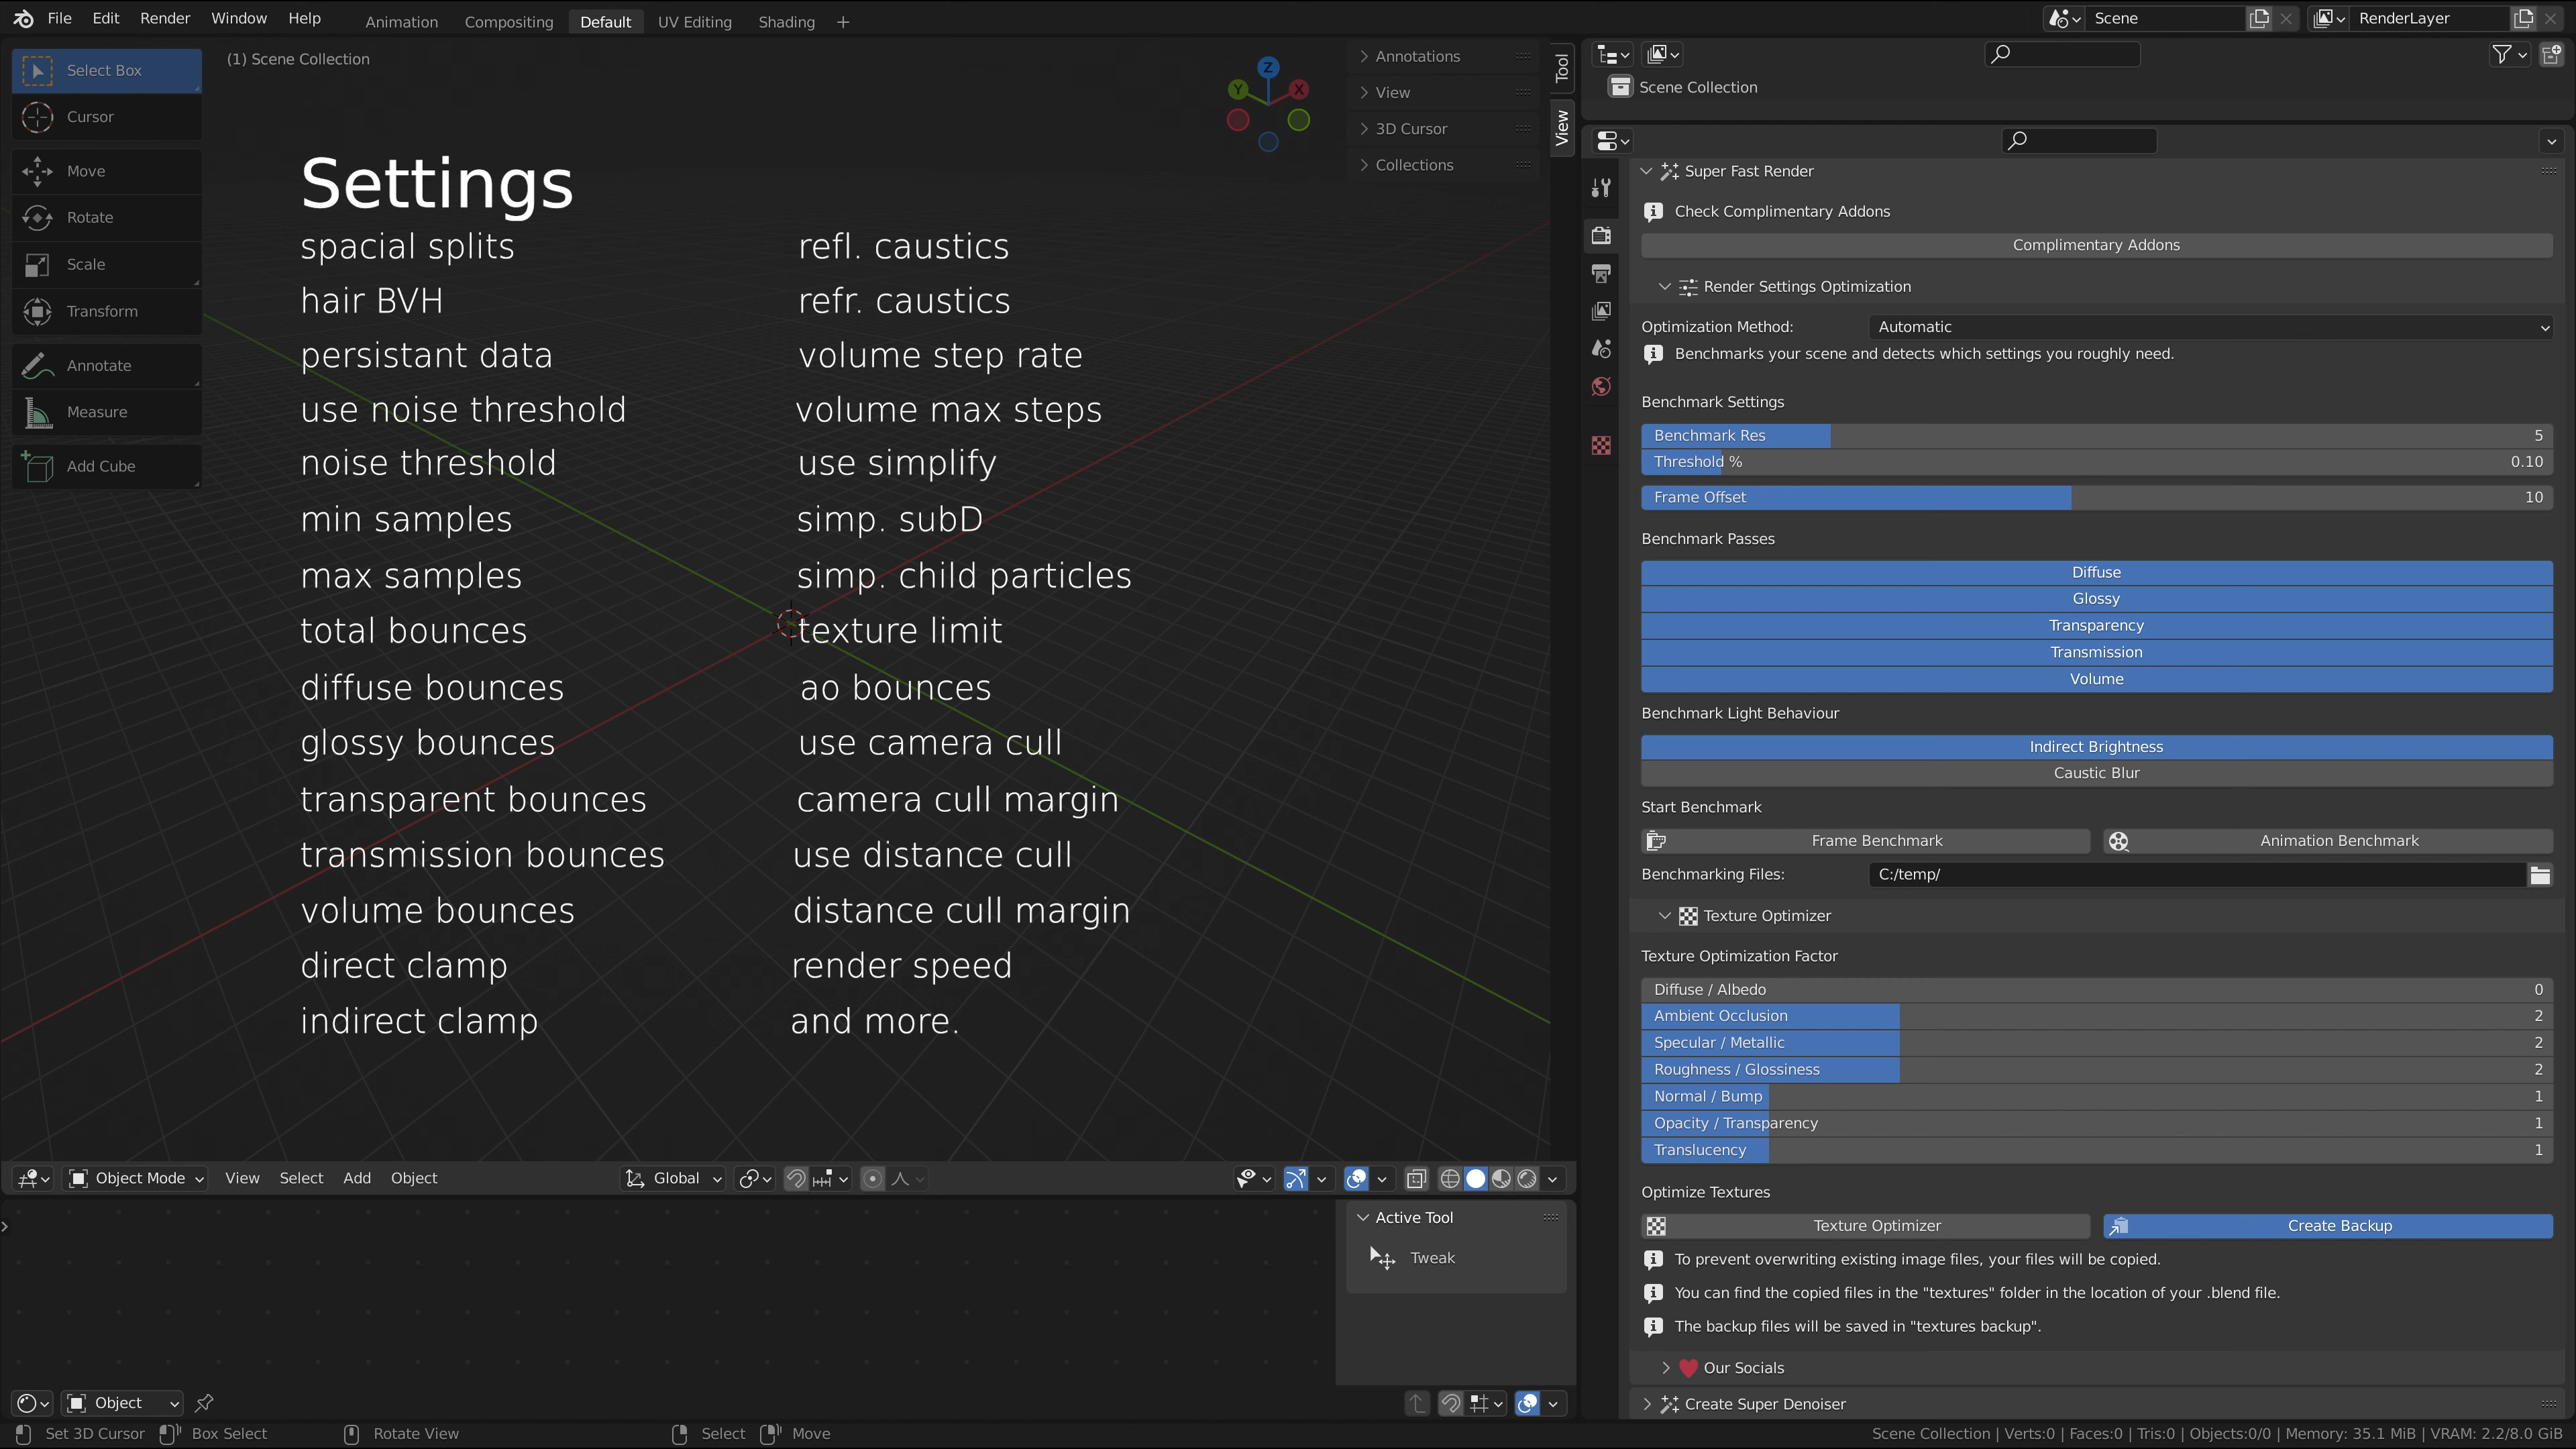 File Edit Render Window Help Animation Compositing Default UV Editing Shading + Scene RenderLayer
(1) Scene Collection
Select Box
Cursor
Move
Rotate
Scale
Transform
Annotate
Measure
Add Cube
Z
Y
X
Annotations
View
3D Cursor
Collections
Tool
View
Settings
spacial splits
hair BVH
persistant data
use noise threshold
noise threshold
min samples
max samples
total bounces
diffuse bounces
glossy bounces
transparent bounces
transmission bounces
volume bounces
direct clamp
indirect clamp
refl. caustics
refr. caustics
volume step rate
volume max steps
use simplify
simp. subD
simp. child particles
texture limit
ao bounces
use camera cull
camera cull margin
use distance cull
distance cull margin
render speed
and more.
Object Mode View Select Add Object Global
Active Tool
Tweak
Object
Scene Collection
Super Fast Render
Check Complimentary Addons
Complimentary Addons
Render Settings Optimization
Optimization Method: Automatic
Benchmarks your scene and detects which settings you roughly need.
Benchmark Settings
Benchmark Res 5
Threshold % 0.10
Frame Offset 10
Benchmark Passes
Diffuse
Glossy
Transparency
Transmission
Volume
Benchmark Light Behaviour
Indirect Brightness
Caustic Blur
Start Benchmark
Frame Benchmark Animation Benchmark
Benchmarking Files: C:/temp/
Texture Optimizer
Texture Optimization Factor
Diffuse / Albedo 0
Ambient Occlusion 2
Specular / Metallic 2
Roughness / Glossiness 2
Normal / Bump 1
Opacity / Transparency 1
Translucency 1
Optimize Textures
Texture Optimizer Create Backup
To prevent overwriting existing image files, your files will be copied.
You can find the copied files in the "textures" folder in the location of your .blend file.
The backup files will be saved in "textures backup".
Our Socials
Create Super Denoiser
Set 3D Cursor Box Select Rotate View Select Move Scene Collection | Verts:0 | Faces:0 | Tris:0 | Objects:0/0 | Memory: 35.1 MiB | VRAM: 2.2/8.0 GiB